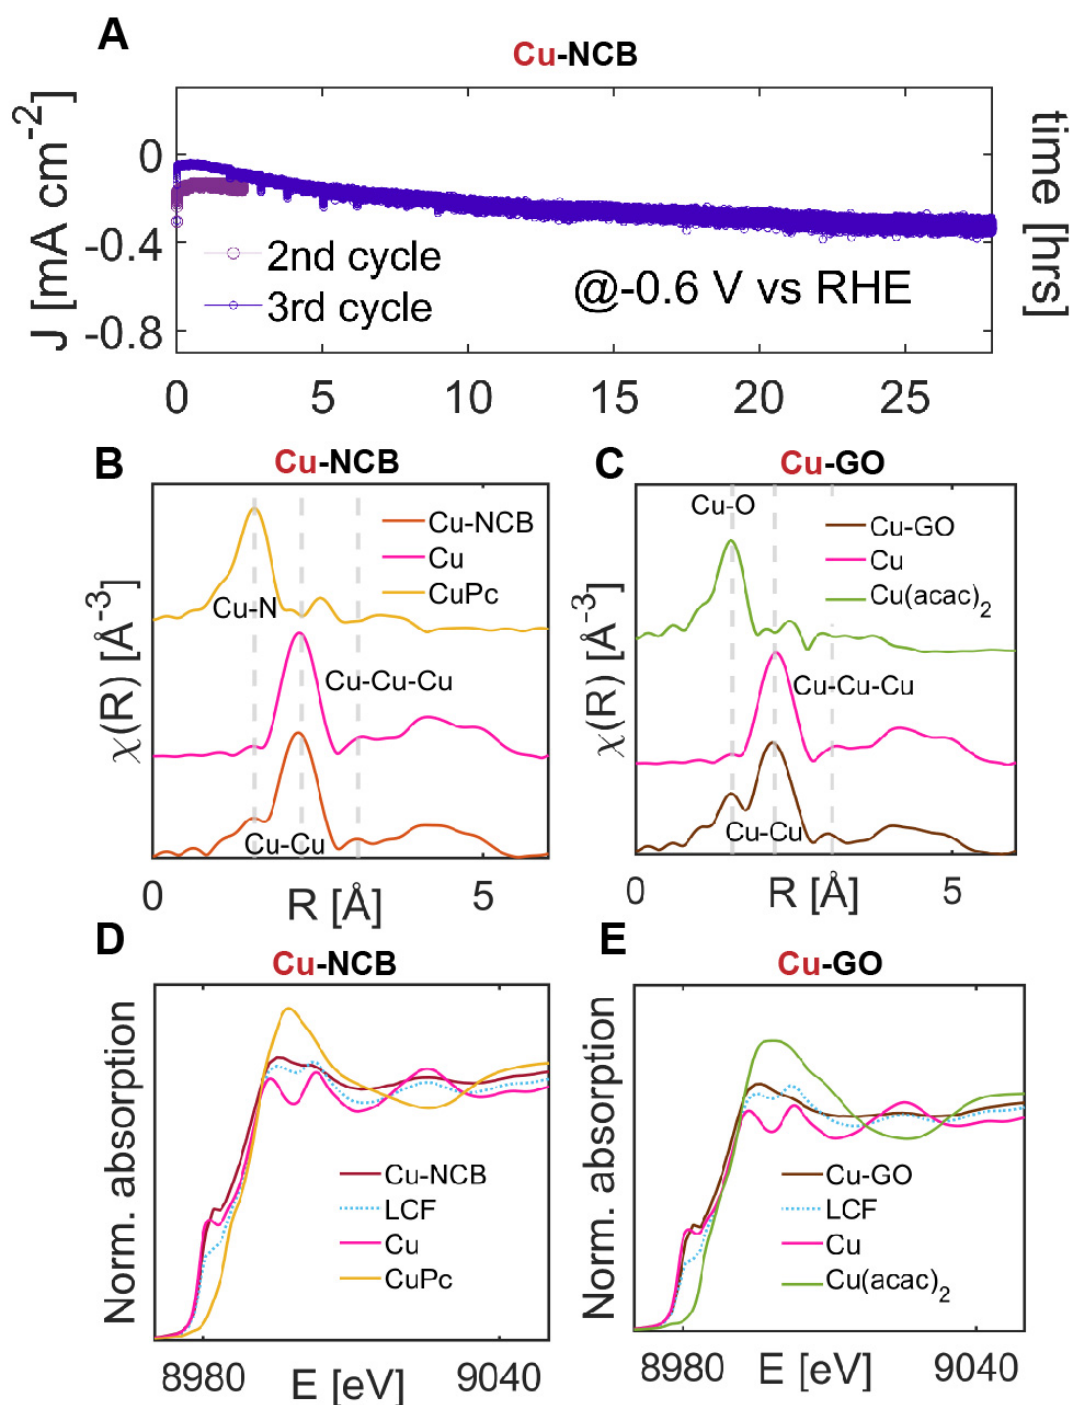 A
Cu-NCB
J [mA cm-2]
0
-0.4
-0.8
2nd cycle
3rd cycle
@-0.6 V vs RHE
time [hrs]
0 5 10 15 20 25
B
Cu-NCB
χ(R) [Å-3]
Cu-NCB
Cu
CuPc
Cu-N
Cu-Cu-Cu
Cu-Cu
0 5
R [Å]
C
Cu-GO
χ(R) [Å-3]
Cu-O
Cu-GO
Cu
Cu(acac)2
Cu-Cu-Cu
Cu-Cu
0 5
R [Å]
D
Cu-NCB
Norm. absorption
Cu-NCB
LCF
Cu
CuPc
8980 9040
E [eV]
E
Cu-GO
Norm. absorption
Cu-GO
LCF
Cu
Cu(acac)2
8980 9040
E [eV]